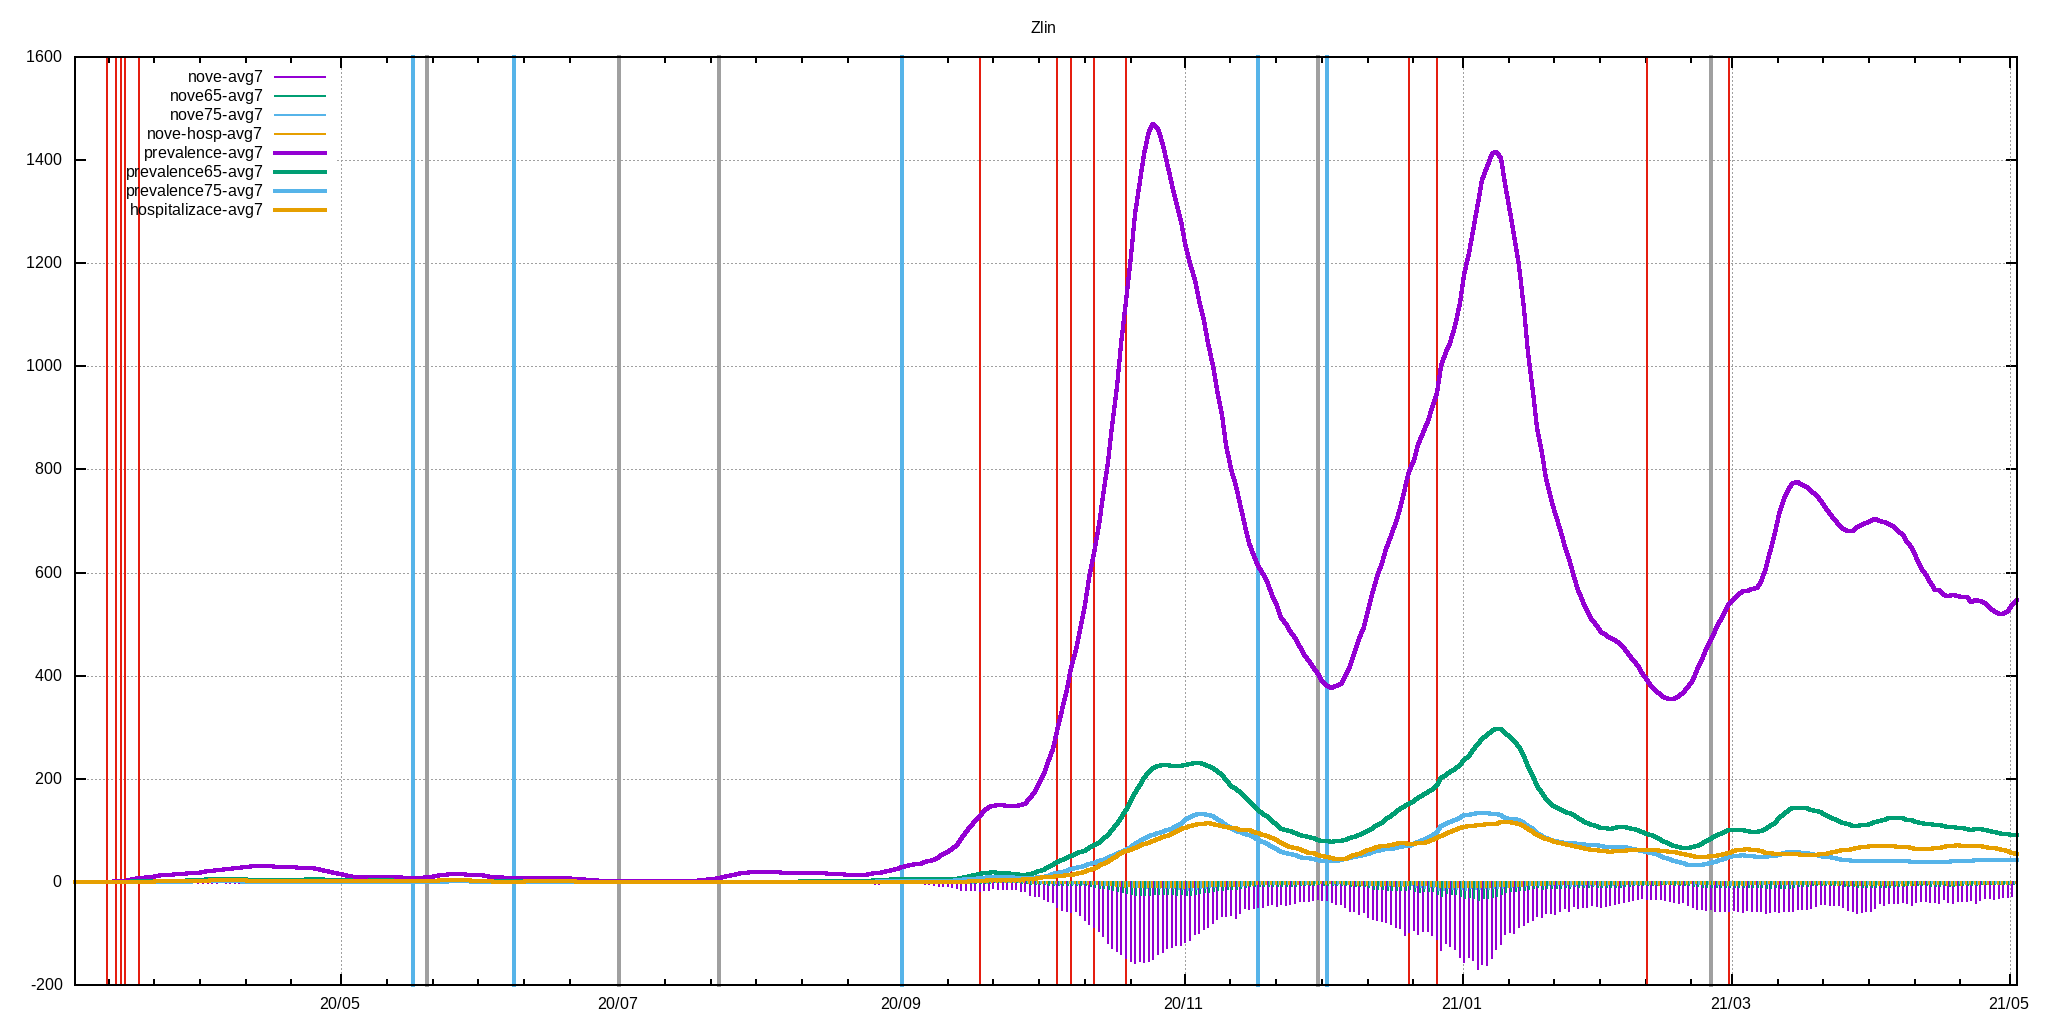 Zlin
nove-avg7
nove65-avg7
nove75-avg7
nove-hosp-avg7
prevalence-avg7
prevalence65-avg7
prevalence75-avg7
hospitalizace-avg7
1600
1400
1200
1000
800
600
400
200
0
-200
20/05 20/07 20/09 20/11 21/01 21/03 21/05